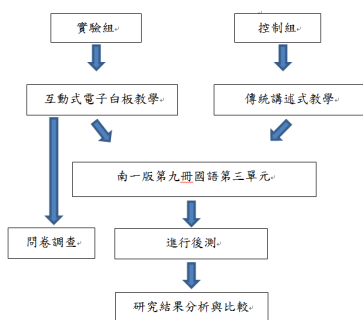 實驗組
控制組
互動式電子白板教學
傳統講述式教學
南一版第九冊國語第三單元
問卷調查
進行後測
研究結果分析與比較